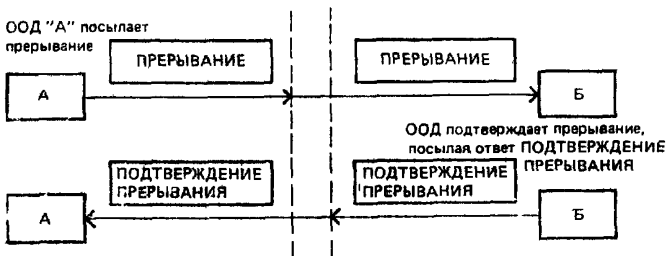 ООД "А" посылает
прерывание
ПРЕРЫВАНИЕ
ПРЕРЫВАНИЕ
А
Б
ООД подтверждает прерывание,
посылая ответ ПОДТВЕРЖДЕНИЕ
ПРЕРЫВАНИЯ
ПОДТВЕРЖДЕНИЕ
ПРЕРЫВАНИЯ
ПОДТВЕРЖДЕНИЕ
ПРЕРЫВАНИЯ
А
Б